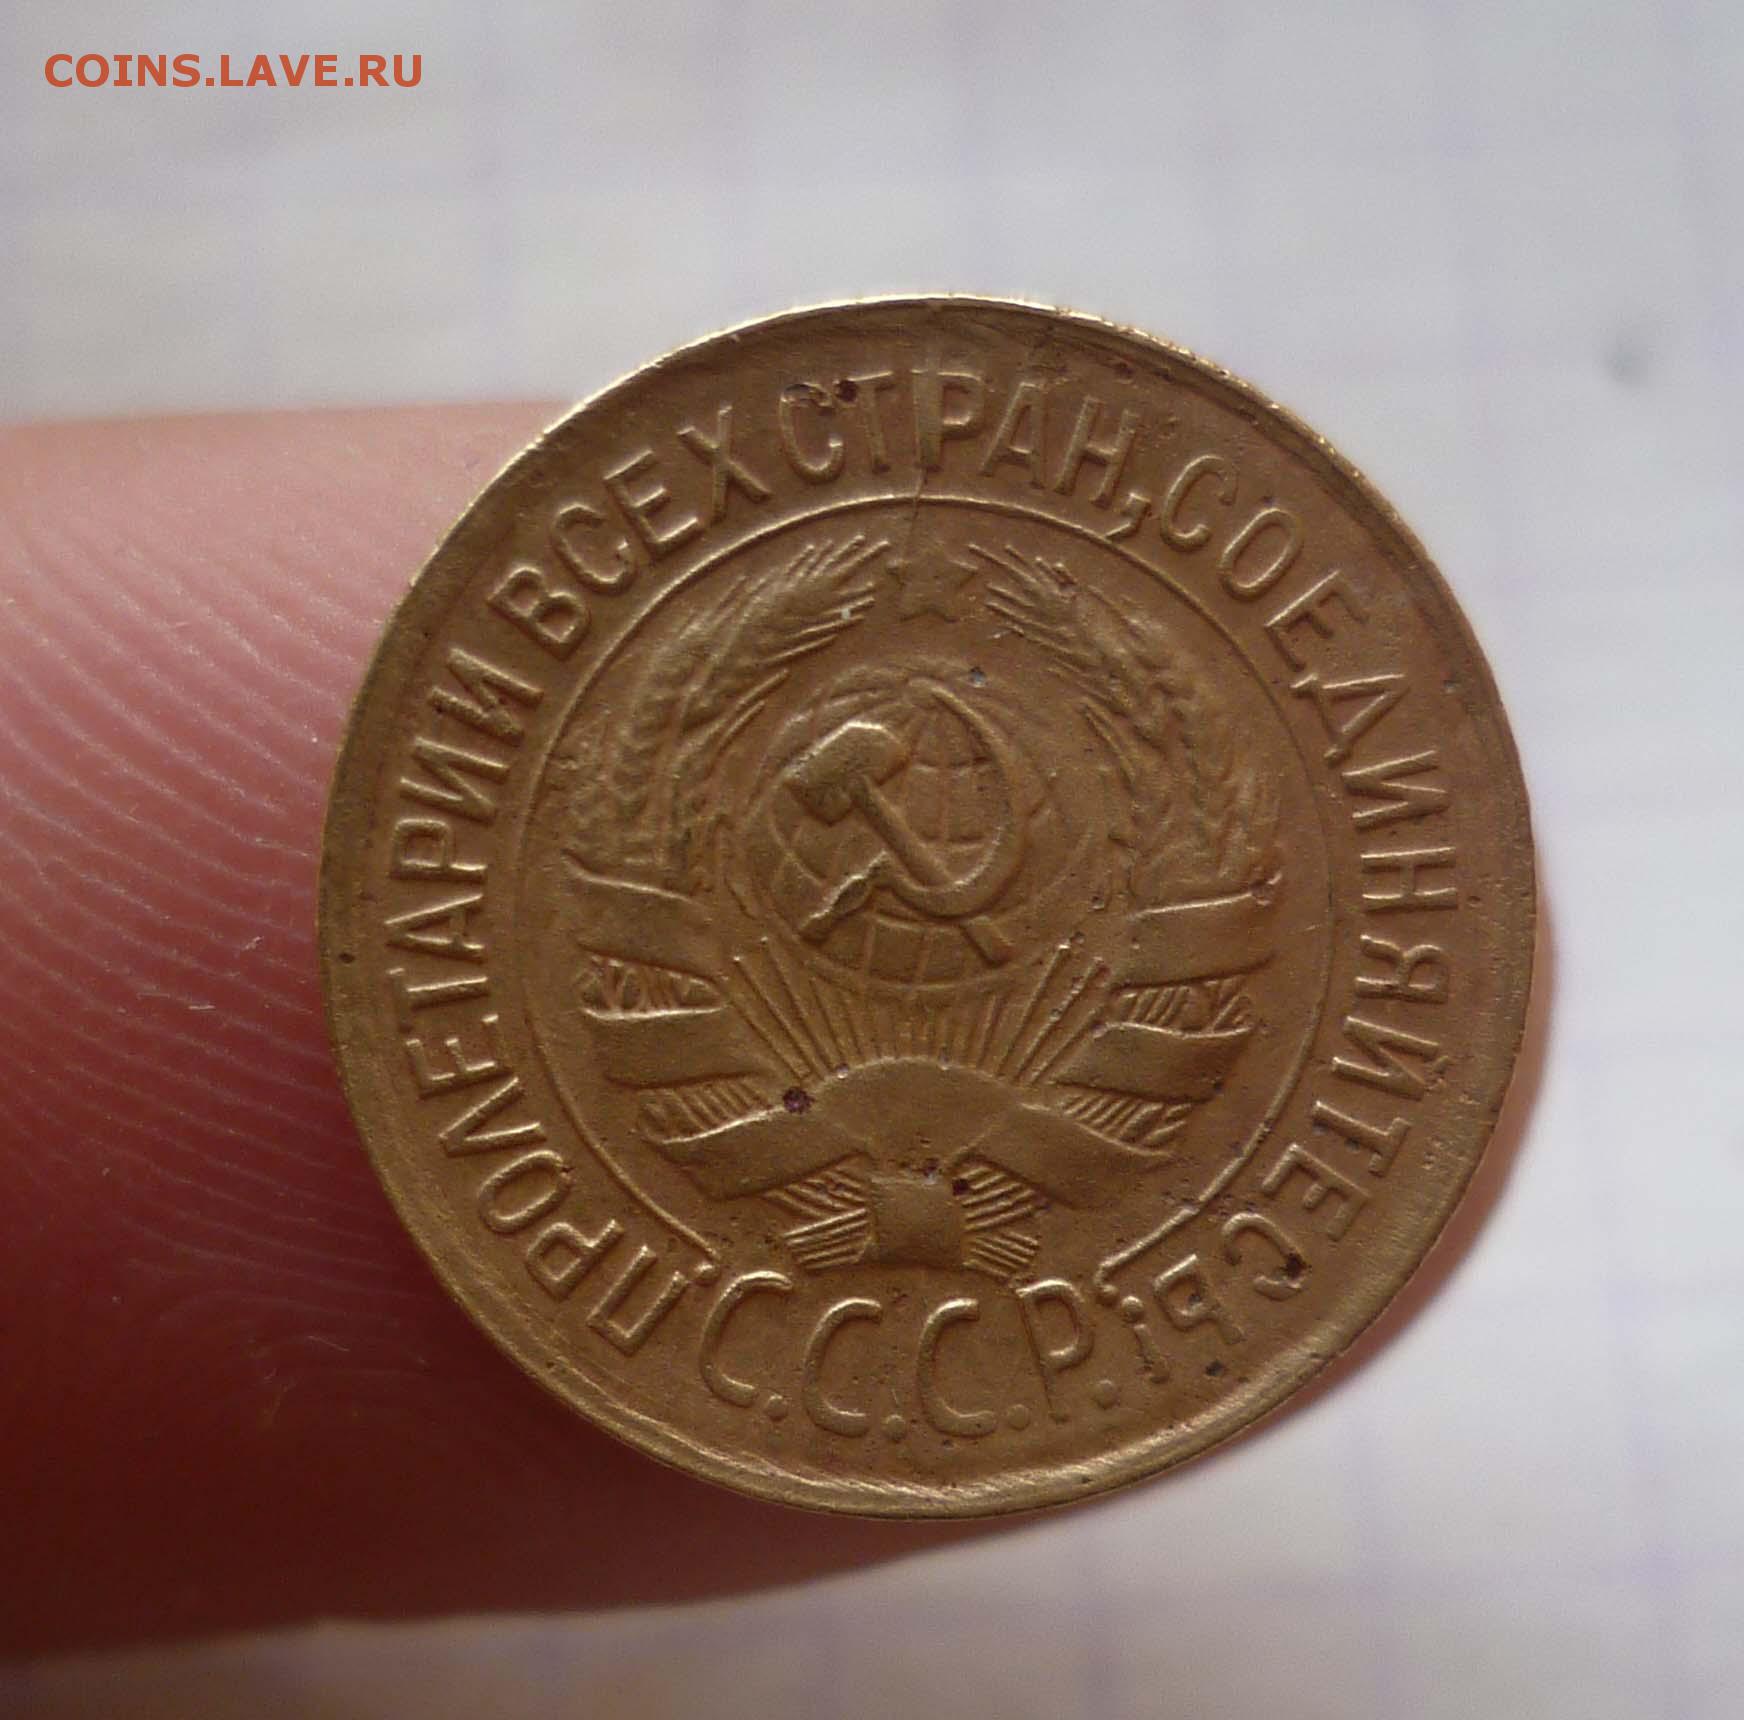 COINS.LAVE.RU
ПРОЛЕТАРИИ ВСЕХ СТРАН, СОЕДИНЯЙТЕСЬ!
С.С.С.Р.